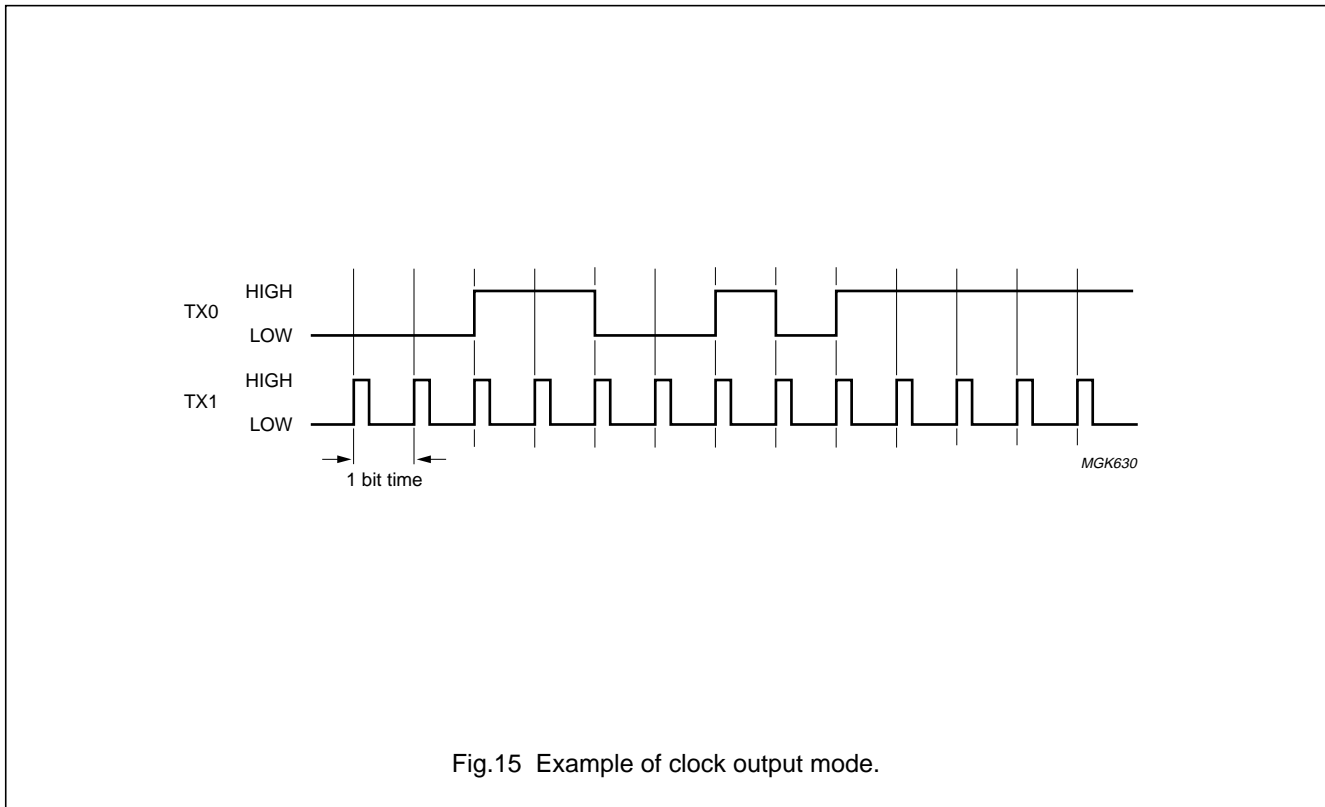 HIGH
TX0
LOW
HIGH
TX1
LOW
1 bit time
MGK630
Fig.15 Example of clock output mode.